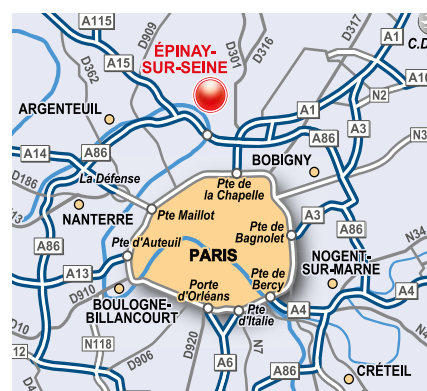 A115
D909
D301
D316
A1
C.D
A15
D362
ÉPINAY-
SUR-SEINE
ARGENTEUIL
A1
N2
A3
A86
A14
A86
BOBIGNY
N3
La Défense
D186
Pte de
la Chapelle
NANTERRE
Pte Maillot
A3
Pte de
Bagnolet
A86
N34
A86
Pte d'Auteuil
PARIS
NOGENT-
SUR-MARNE
A13
D910
Porte
d'Orléans
Pte de
Bercy
BOULOGNE-
BILLANCOURT
Pte
d'Italie
A4
A4
D10
12
N118
D906
D920
A6
N7
A86
CRÉTEIL